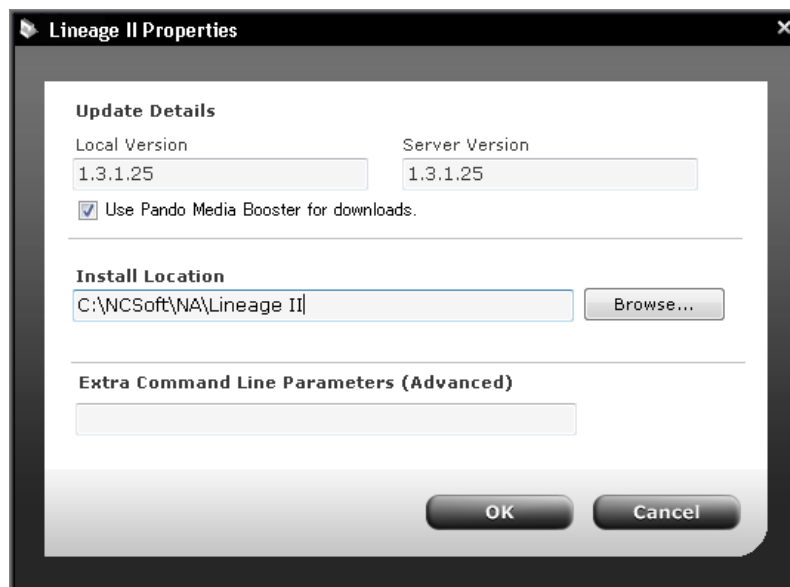 Lineage II Properties
Update Details
Local Version
Server Version
1.3.1.25
1.3.1.25
Use Pando Media Booster for downloads.
Install Location
C:\NCSoft\NA\Lineage II
Browse...
Extra Command Line Parameters (Advanced)
OK
Cancel